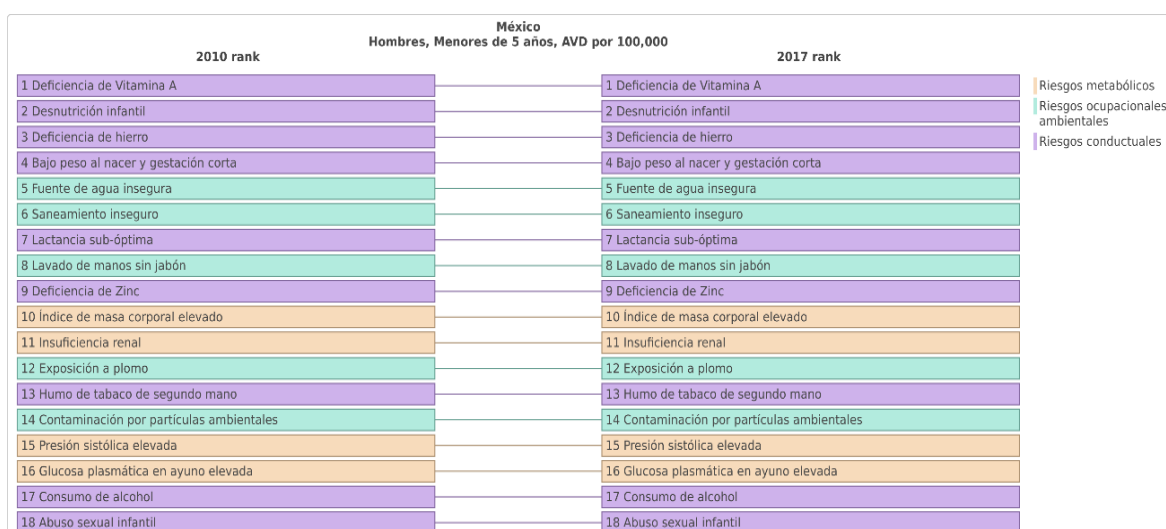 México
Hombres, Menores de 5 años, AVD por 100,000
2010 rank
2017 rank
1 Deficiencia de Vitamina A
1 Deficiencia de Vitamina A
2 Desnutrición infantil
2 Desnutrición infantil
3 Deficiencia de hierro
3 Deficiencia de hierro
4 Bajo peso al nacer y gestación corta
4 Bajo peso al nacer y gestación corta
5 Fuente de agua insegura
5 Fuente de agua insegura
6 Saneamiento inseguro
6 Saneamiento inseguro
7 Lactancia sub-óptima
7 Lactancia sub-óptima
8 Lavado de manos sin jabón
8 Lavado de manos sin jabón
9 Deficiencia de Zinc
9 Deficiencia de Zinc
10 Índice de masa corporal elevado
10 Índice de masa corporal elevado
11 Insuficiencia renal
11 Insuficiencia renal
12 Exposición a plomo
12 Exposición a plomo
13 Humo de tabaco de segundo mano
13 Humo de tabaco de segundo mano
14 Contaminación por partículas ambientales
14 Contaminación por partículas ambientales
15 Presión sistólica elevada
15 Presión sistólica elevada
16 Glucosa plasmática en ayuno elevada
16 Glucosa plasmática en ayuno elevada
17 Consumo de alcohol
17 Consumo de alcohol
18 Abuso sexual infantil
18 Abuso sexual infantil
Riesgos metabólicos
Riesgos ocupacionales
ambientales
Riesgos conductuales